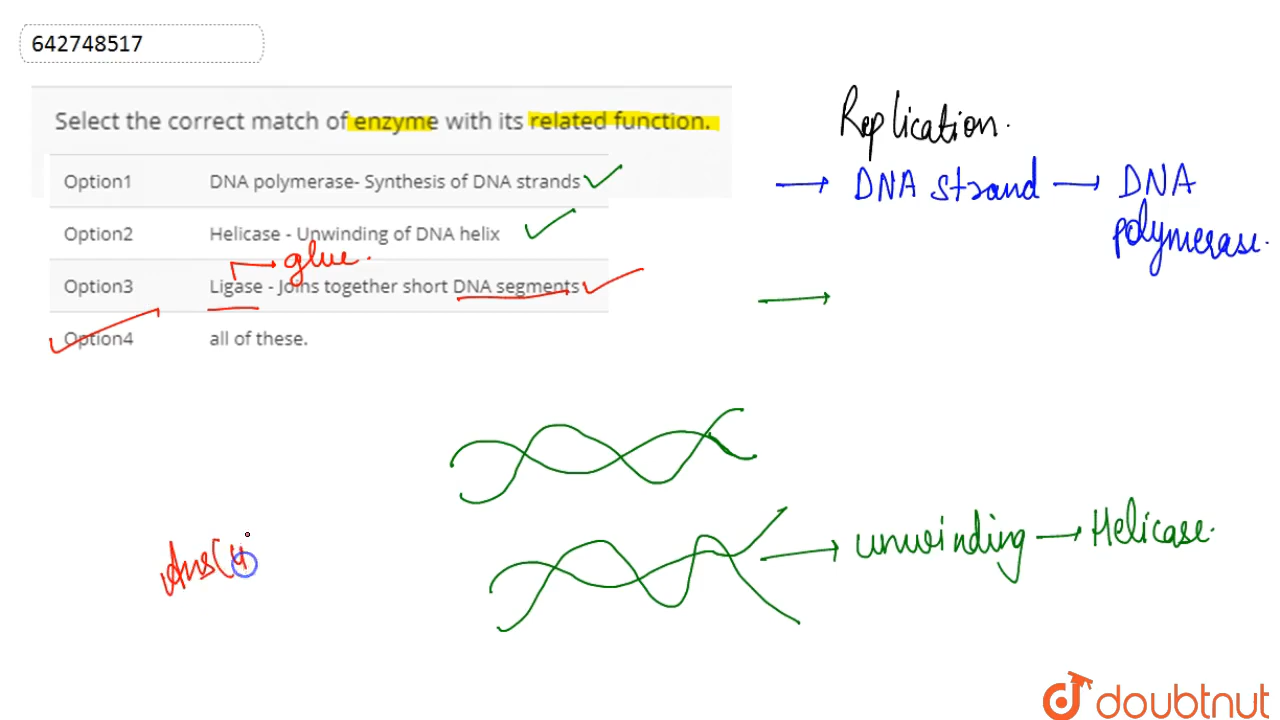 642748517
Select the correct match of enzyme with its related function.
Option1 DNA polymerase- Synthesis of DNA strands
Option2 Helicase - Unwinding of DNA helix
glue.
Option3 Ligase - Joins together short DNA segments
Option4 all of these.
Replication.
DNA strand → DNA
polymerase.
unwinding → Helicase.
Ans(4
doubtnut